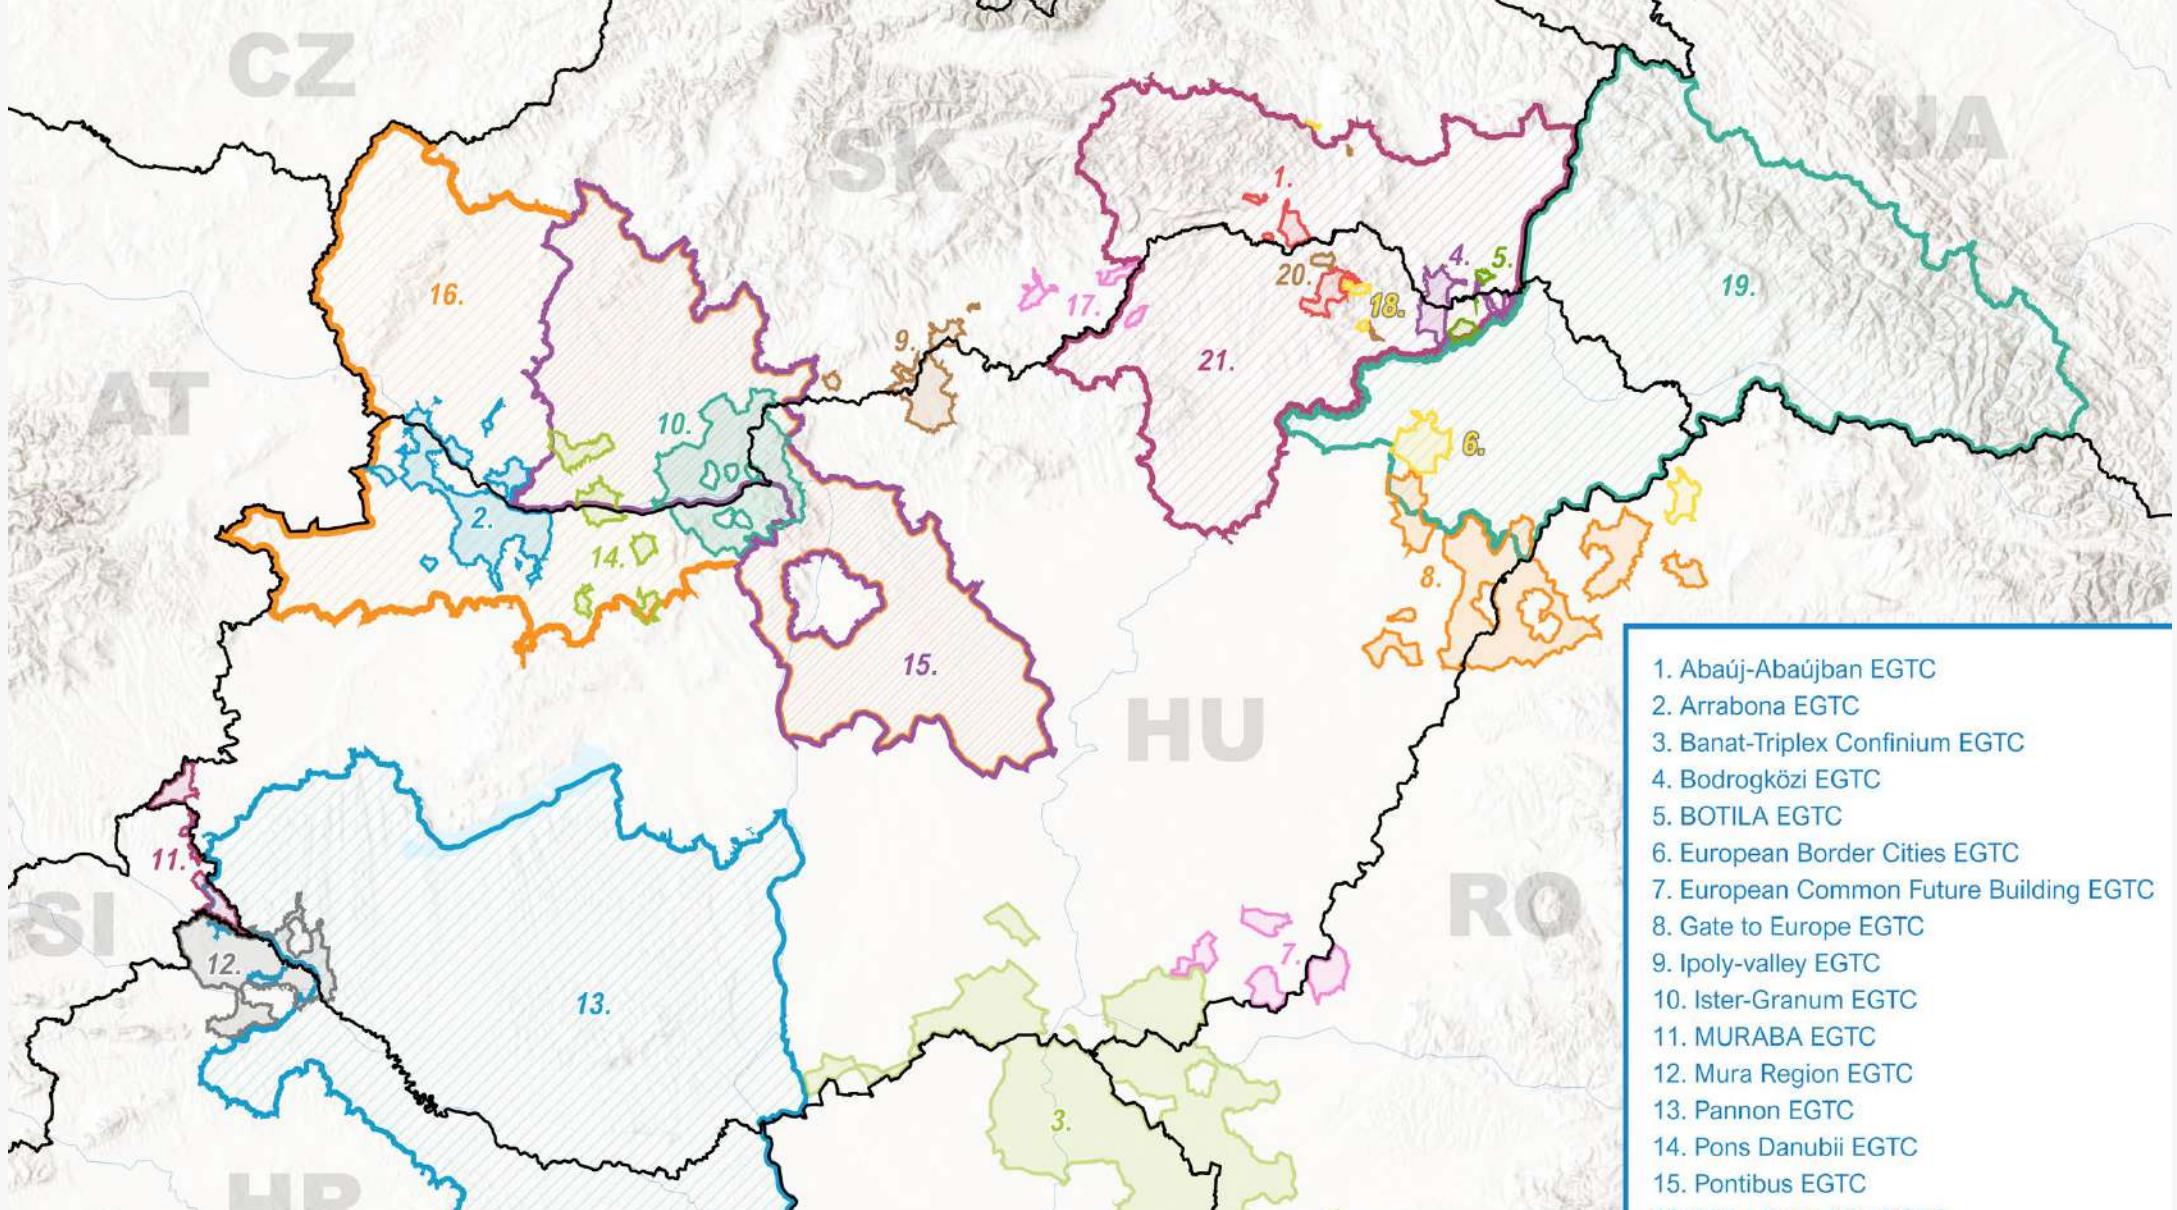 CZ
SK
UA
1.
16.
20.
4.
5.
19.
17.
18.
9.
21.
AT
10.
6.
2.
14.
8.
15.
HU
11.
SI
RO
7.
12.
13.
3.
HR
1. Abaúj-Abaújban EGTC
2. Arrabona EGTC
3. Banat-Triplex Confinium EGTC
4. Bodrogközi EGTC
5. BOTILA EGTC
6. European Border Cities EGTC
7. European Common Future Building EGTC
8. Gate to Europe EGTC
9. Ipoly-valley EGTC
10. Ister-Granum EGTC
11. MURABA EGTC
12. Mura Region EGTC
13. Pannon EGTC
14. Pons Danubii EGTC
15. Pontibus EGTC